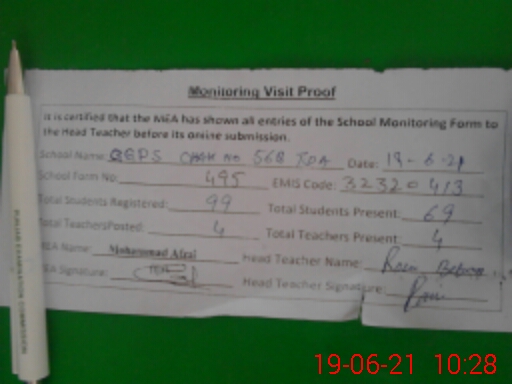 Monitoring Visit Proof
It is certified that the MEA has shown all entries of the School Monitoring Form to
the Head Teacher before its online submission.
School Name: GGPS CHAK NO 568 TDA Date: 19-6-21
School Form No: 495 EMIS Code: 32320413
Total Students Registered: 99 Total Students Present: 69
Total Teachers Posted: 4 Total Teachers Present: 4
MEA Name: Mohammad Afzal Head Teacher Name:
MEA Signature: Head Teacher Signature:
19-06-21 10:28